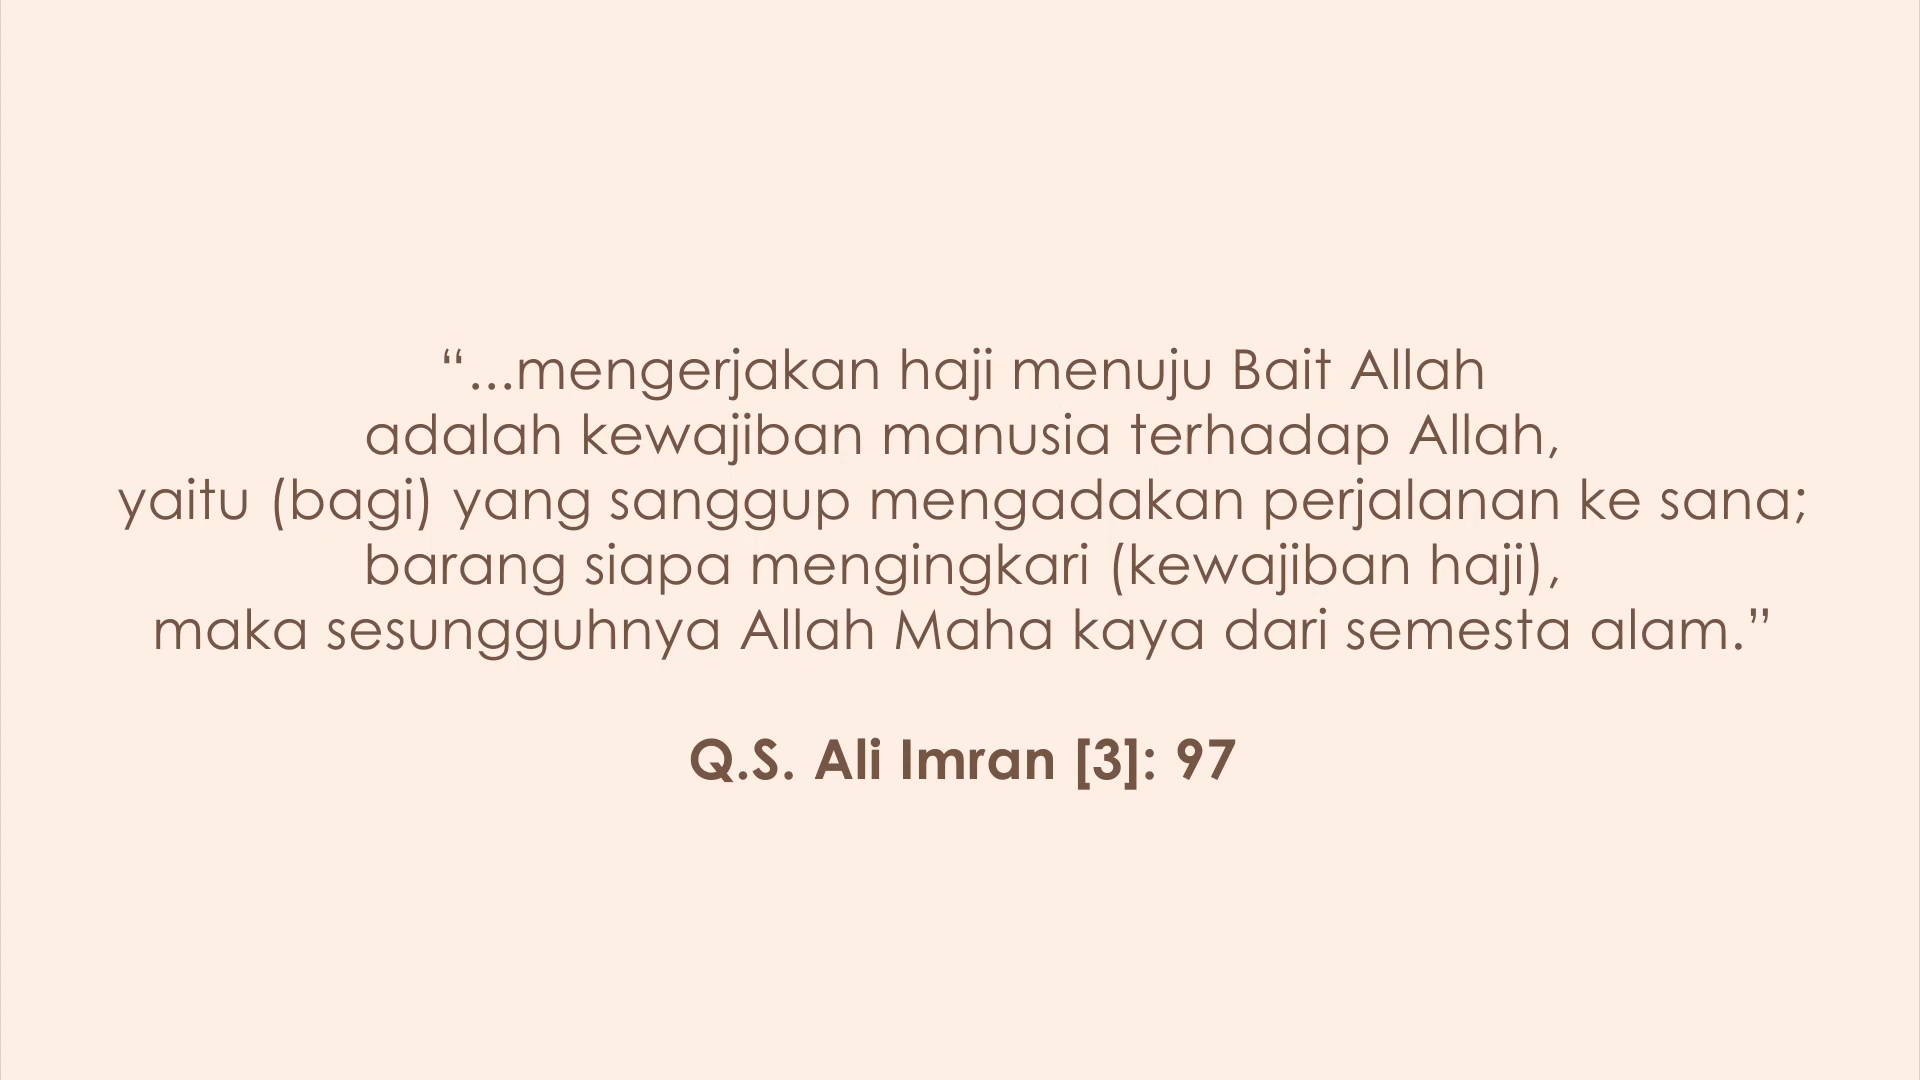 “...mengerjakan haji menuju Bait Allah
adalah kewajiban manusia terhadap Allah,
yaitu (bagi) yang sanggup mengadakan perjalanan ke sana;
barang siapa mengingkari (kewajiban haji),
maka sesungguhnya Allah Maha kaya dari semesta alam.”
Q.S. Ali Imran [3]: 97